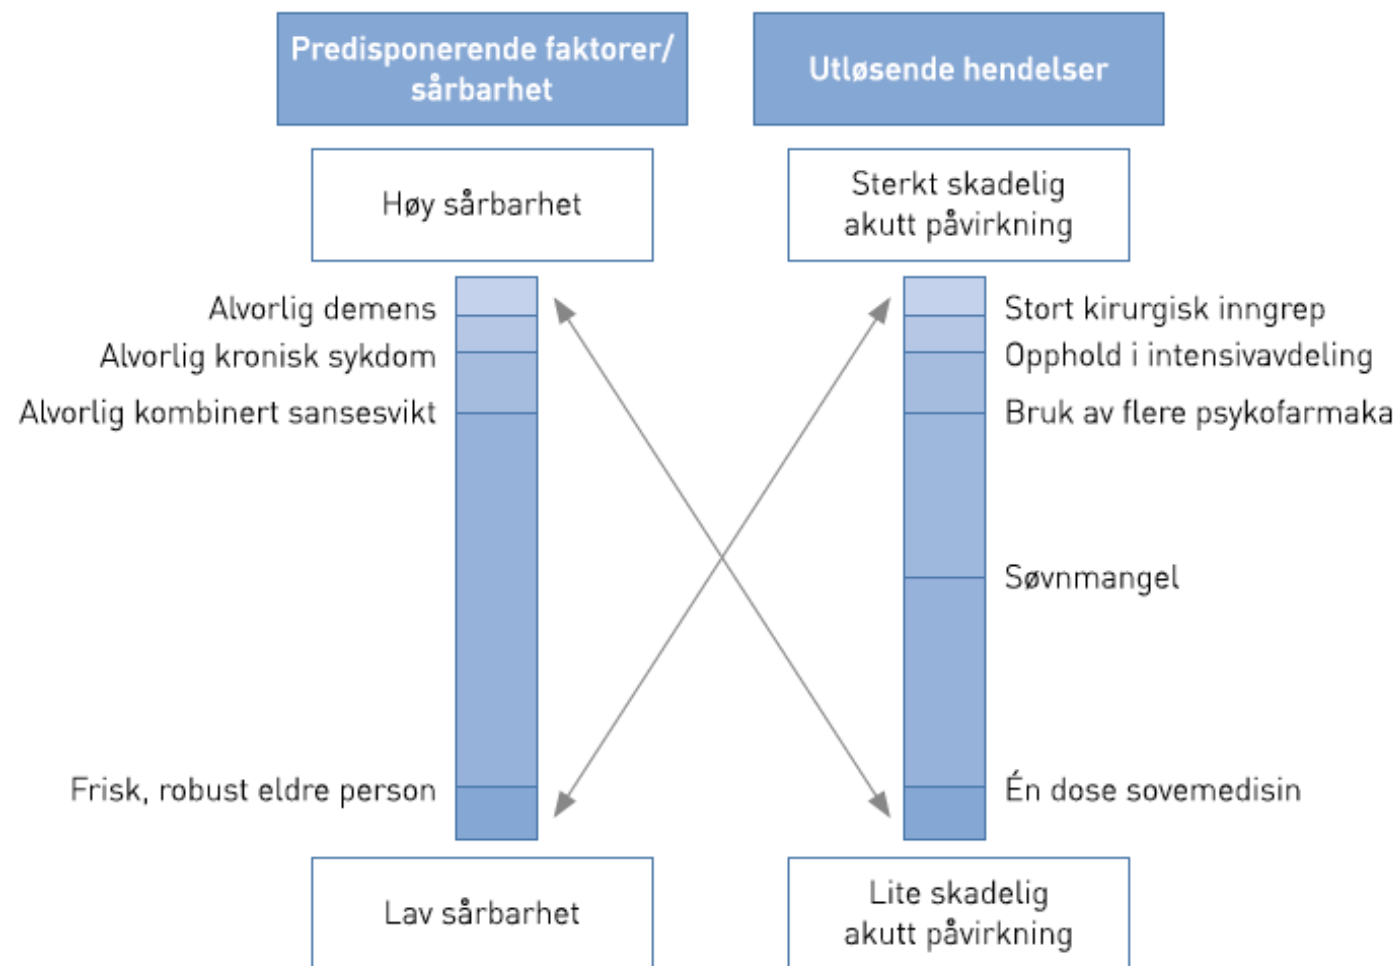 Predisponerende faktorer/
sårbarhet
Utløsende hendelser
Høy sårbarhet
Sterkt skadelig
akutt påvirkning
Alvorlig demens
Alvorlig kronisk sykdom
Alvorlig kombinert sansesvikt
Frisk, robust eldre person
Stort kirurgisk inngrep
Opphold i intensivavdeling
Bruk av flere psykofarmaka
Søvnmangel
Én dose sovemedisin
Lav sårbarhet
Lite skadelig
akutt påvirkning